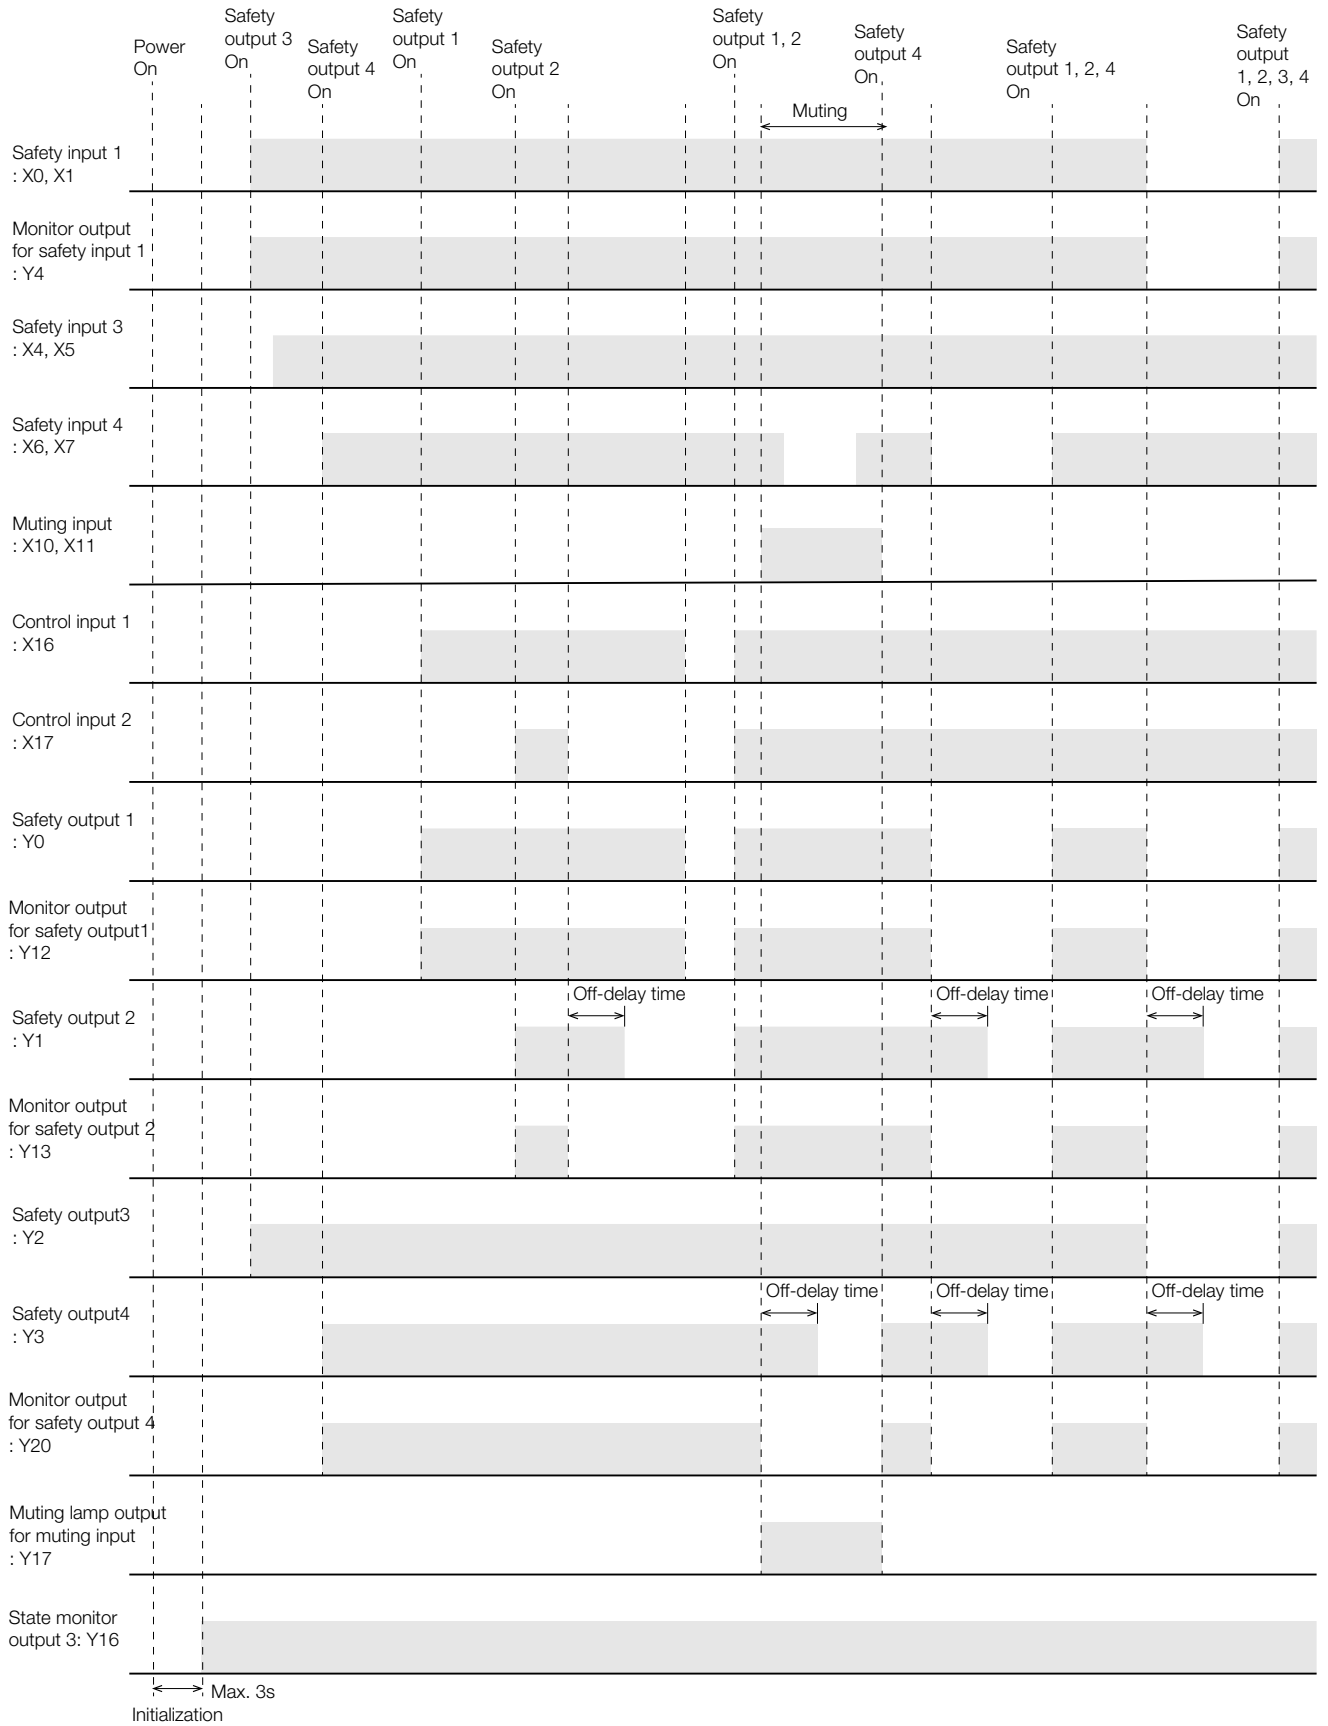 Power
On
Safety
output 3
On
Safety
output 4
On
Safety
output 1
On
Safety
output 2
On
Safety
output 1, 2
On
Safety
output 4
On
Safety
output 1, 2, 4
On
Safety
output
1, 2, 3, 4
On
Muting
Safety input 1
: X0, X1
Monitor output
for safety input 1
: Y4
Safety input 3
: X4, X5
Safety input 4
: X6, X7
Muting input
: X10, X11
Control input 1
: X16
Control input 2
: X17
Safety output 1
: Y0
Monitor output
for safety output1
: Y12
Off-delay time Off-delay time Off-delay time
Safety output 2
: Y1
Monitor output
for safety output 2
: Y13
Safety output3
: Y2
Off-delay time Off-delay time Off-delay time
Safety output4
: Y3
Monitor output
for safety output 4
: Y20
Muting lamp output
for muting input
: Y17
State monitor
output 3: Y16
Max. 3s
Initialization